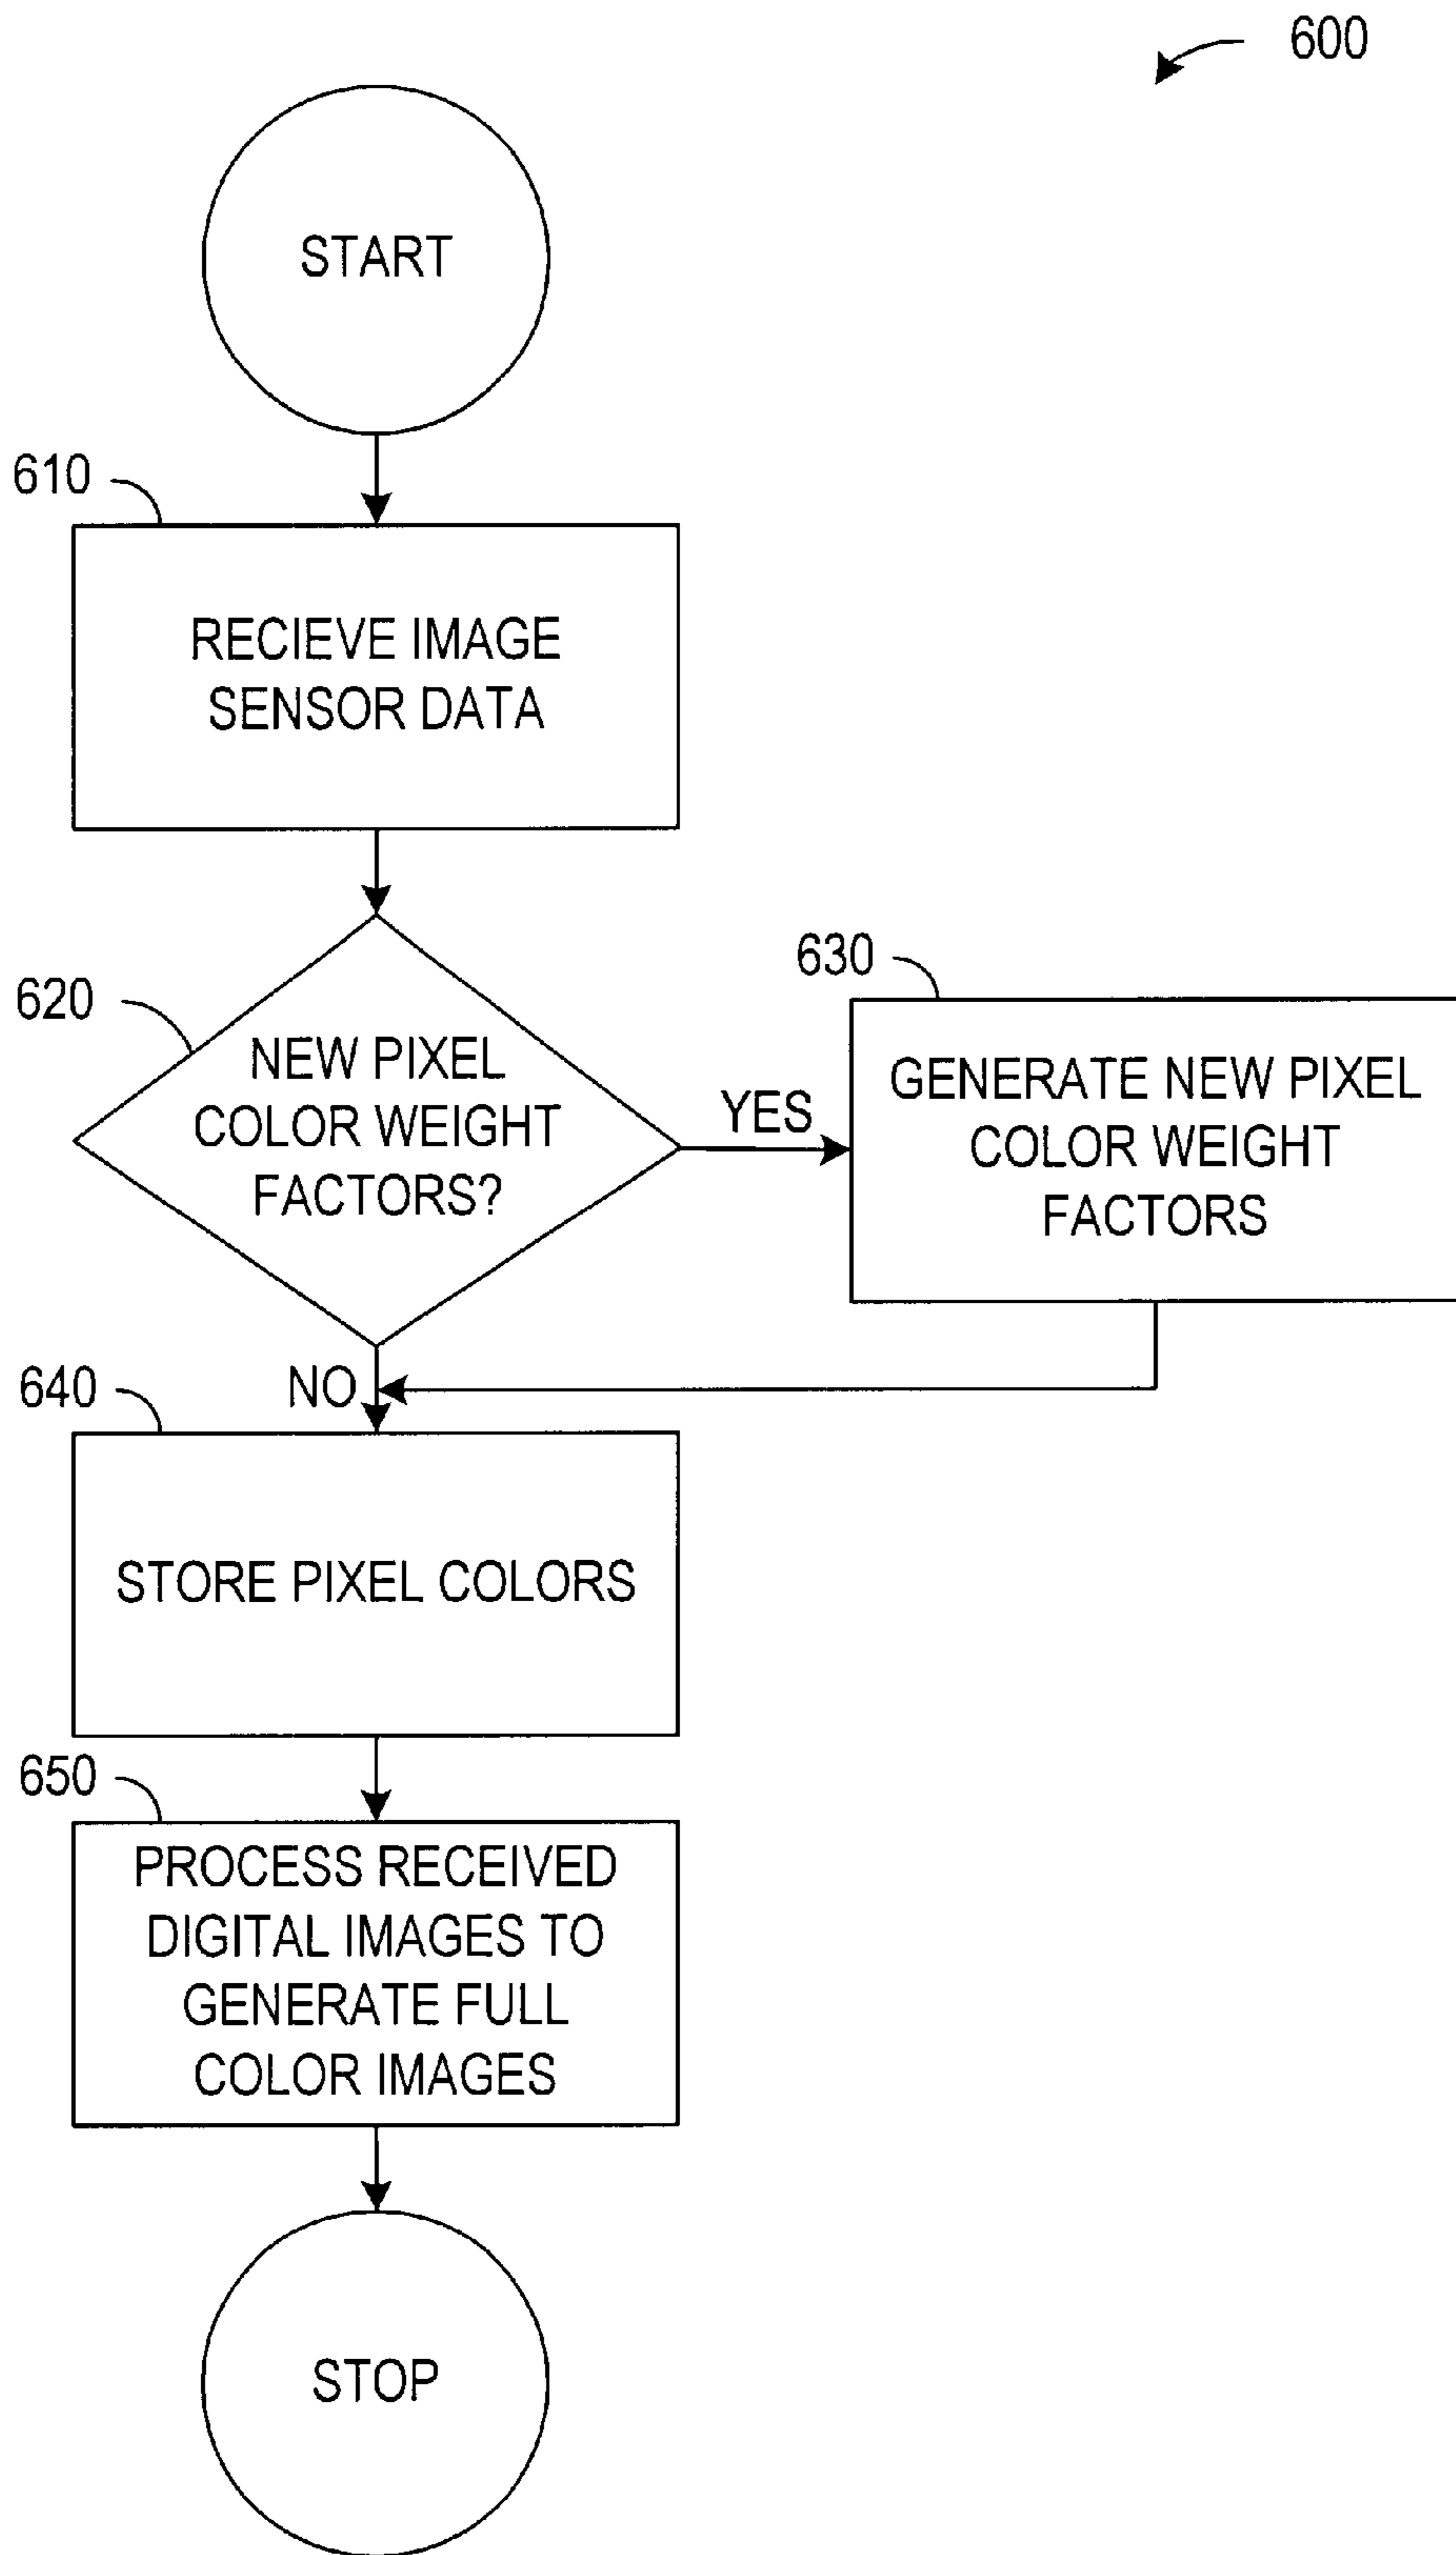 600
START
610
RECIEVE IMAGE
SENSOR DATA
620
NEW PIXEL
COLOR WEIGHT
FACTORS?
YES
630
GENERATE NEW PIXEL
COLOR WEIGHT
FACTORS
NO
640
STORE PIXEL COLORS
650
PROCESS RECEIVED
DIGITAL IMAGES TO
GENERATE FULL
COLOR IMAGES
STOP